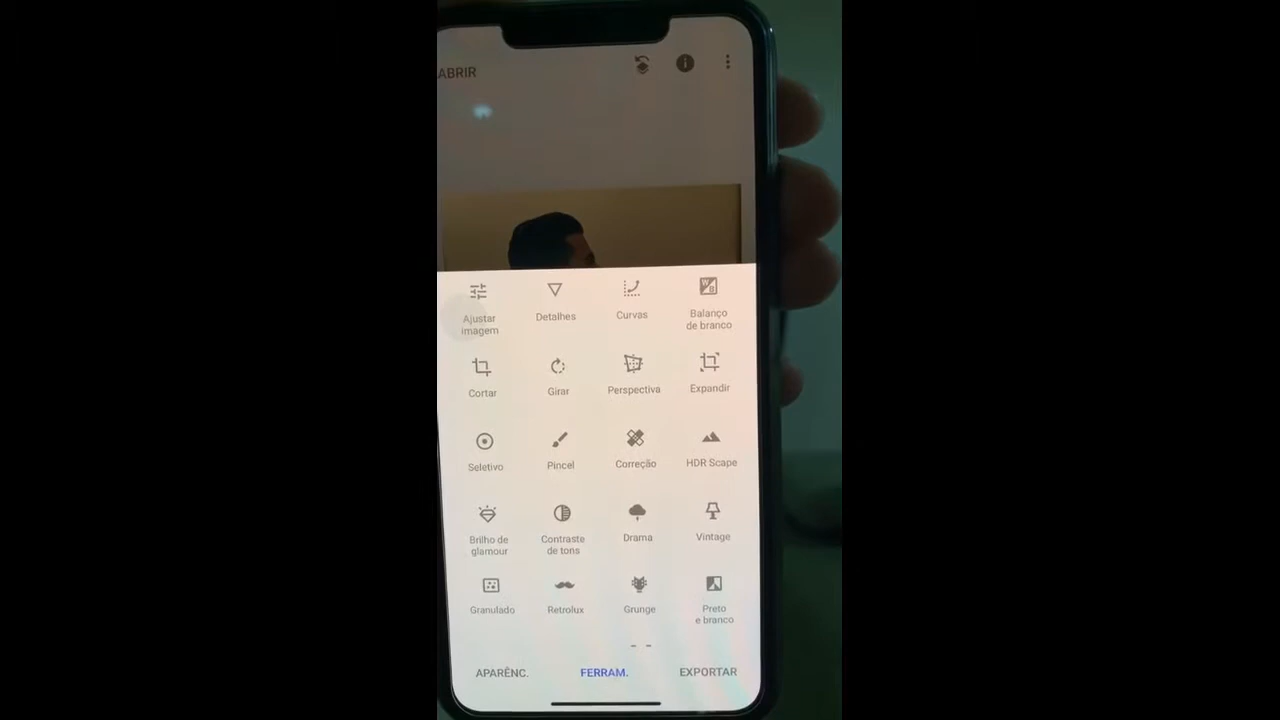 ABRIR
Ajustar
imagem
Detalhes
Curvas
Balanço
de branco
Cortar
Girar
Perspectiva
Expandir
Seletivo
Pincel
Correção
HDR Scape
Brilho de
glamour
Contraste
de tons
Drama
Vintage
Granulado
Retrolux
Grunge
Preto
e branco
APARÊNC.
FERRAM.
EXPORTAR